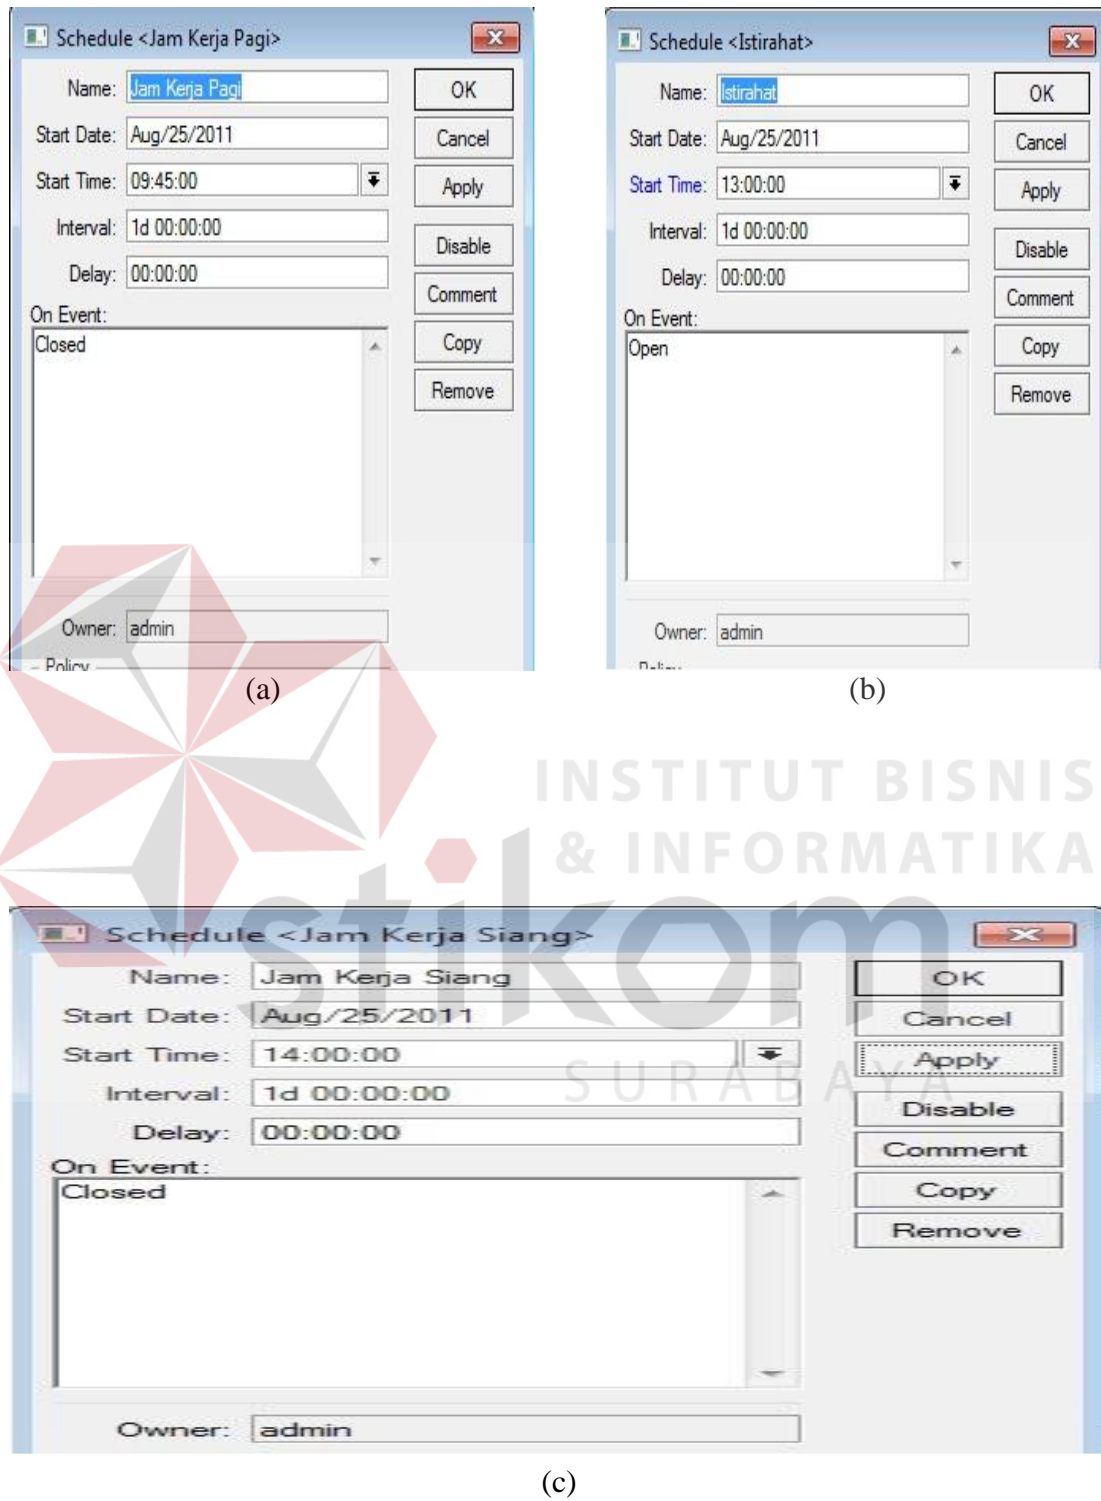 Schedule <Jam Kerja Pagi>
Name: Jam Kerja Pagi
OK
Start Date: Aug/25/2011
Cancel
Start Time: 09:45:00
Apply
Interval: 1d 00:00:00
Disable
Delay: 00:00:00
Comment
On Event:
Closed
Copy
Remove
Owner: admin
Policy
(a)
Schedule <Istirahat>
Name: Istirahat
OK
Start Date: Aug/25/2011
Cancel
Start Time: 13:00:00
Apply
Interval: 1d 00:00:00
Disable
Delay: 00:00:00
Comment
On Event:
Open
Copy
Remove
Owner: admin
Policy
(b)
INSTITUT BISNIS
& INFORMATIKA
stikom
SURABAYA
Schedule <Jam Kerja Siang>
Name: Jam Kerja Siang
OK
Start Date: Aug/25/2011
Cancel
Start Time: 14:00:00
Apply
Interval: 1d 00:00:00
Disable
Delay: 00:00:00
Comment
On Event:
Closed
Copy
Remove
Owner: admin
(c)